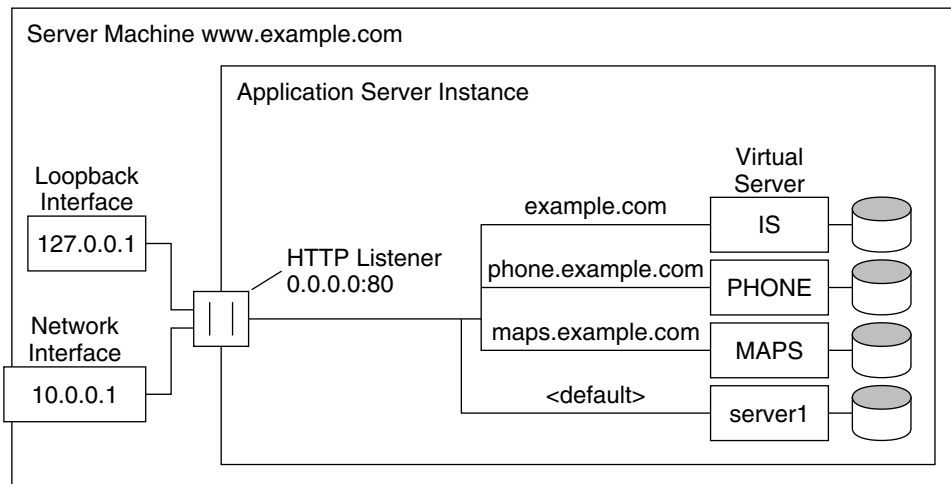 Server Machine www.example.com
Application Server Instance
Loopback
Interface
127.0.0.1
Network
Interface
10.0.0.1
HTTP Listener
0.0.0.0:80
Virtual
Server
example.com
IS
phone.example.com
PHONE
maps.example.com
MAPS
<default>
server1